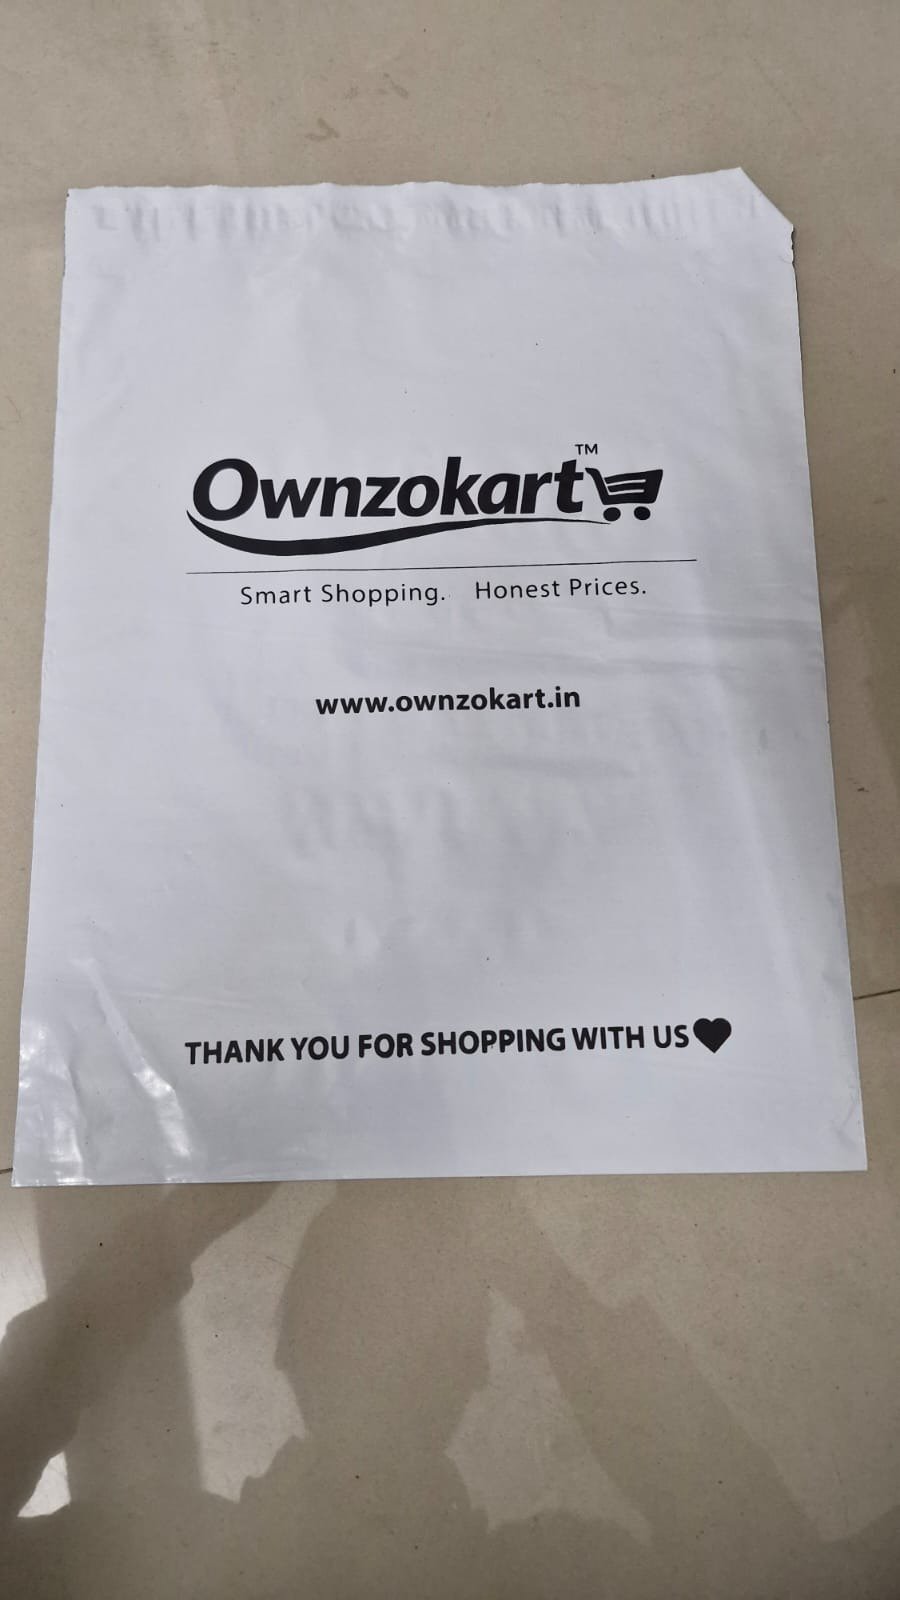 Ownzokart™
Smart Shopping. Honest Prices.
www.ownzokart.in
THANK YOU FOR SHOPPING WITH US♥